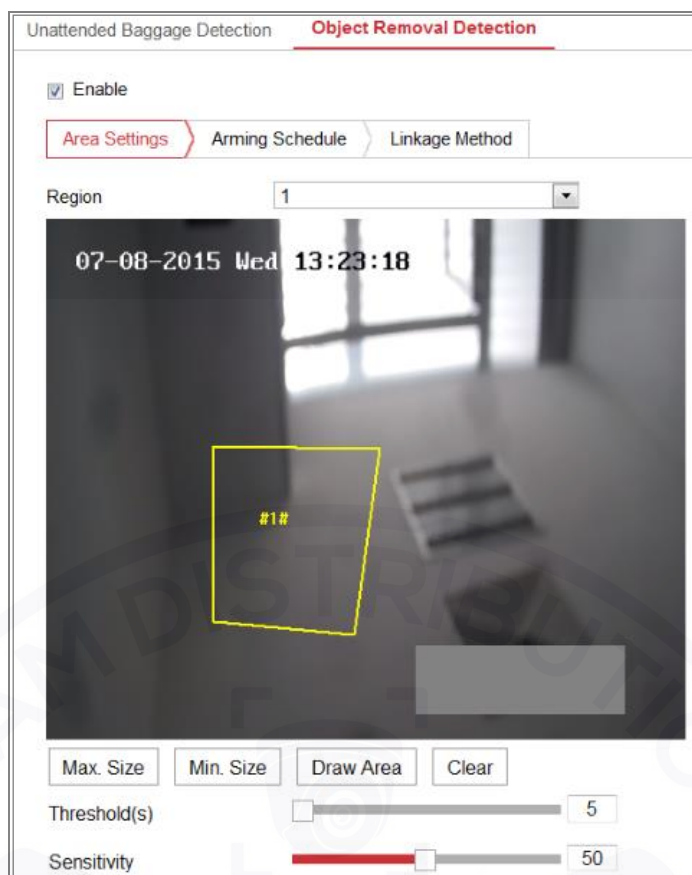 Unattended Baggage Detection Object Removal Detection
Enable
Area Settings Arming Schedule Linkage Method
Region 1
07-08-2015 Wed 13:23:18
#1#
Max. Size Min. Size Draw Area Clear
Threshold(s) 5
Sensitivity 50